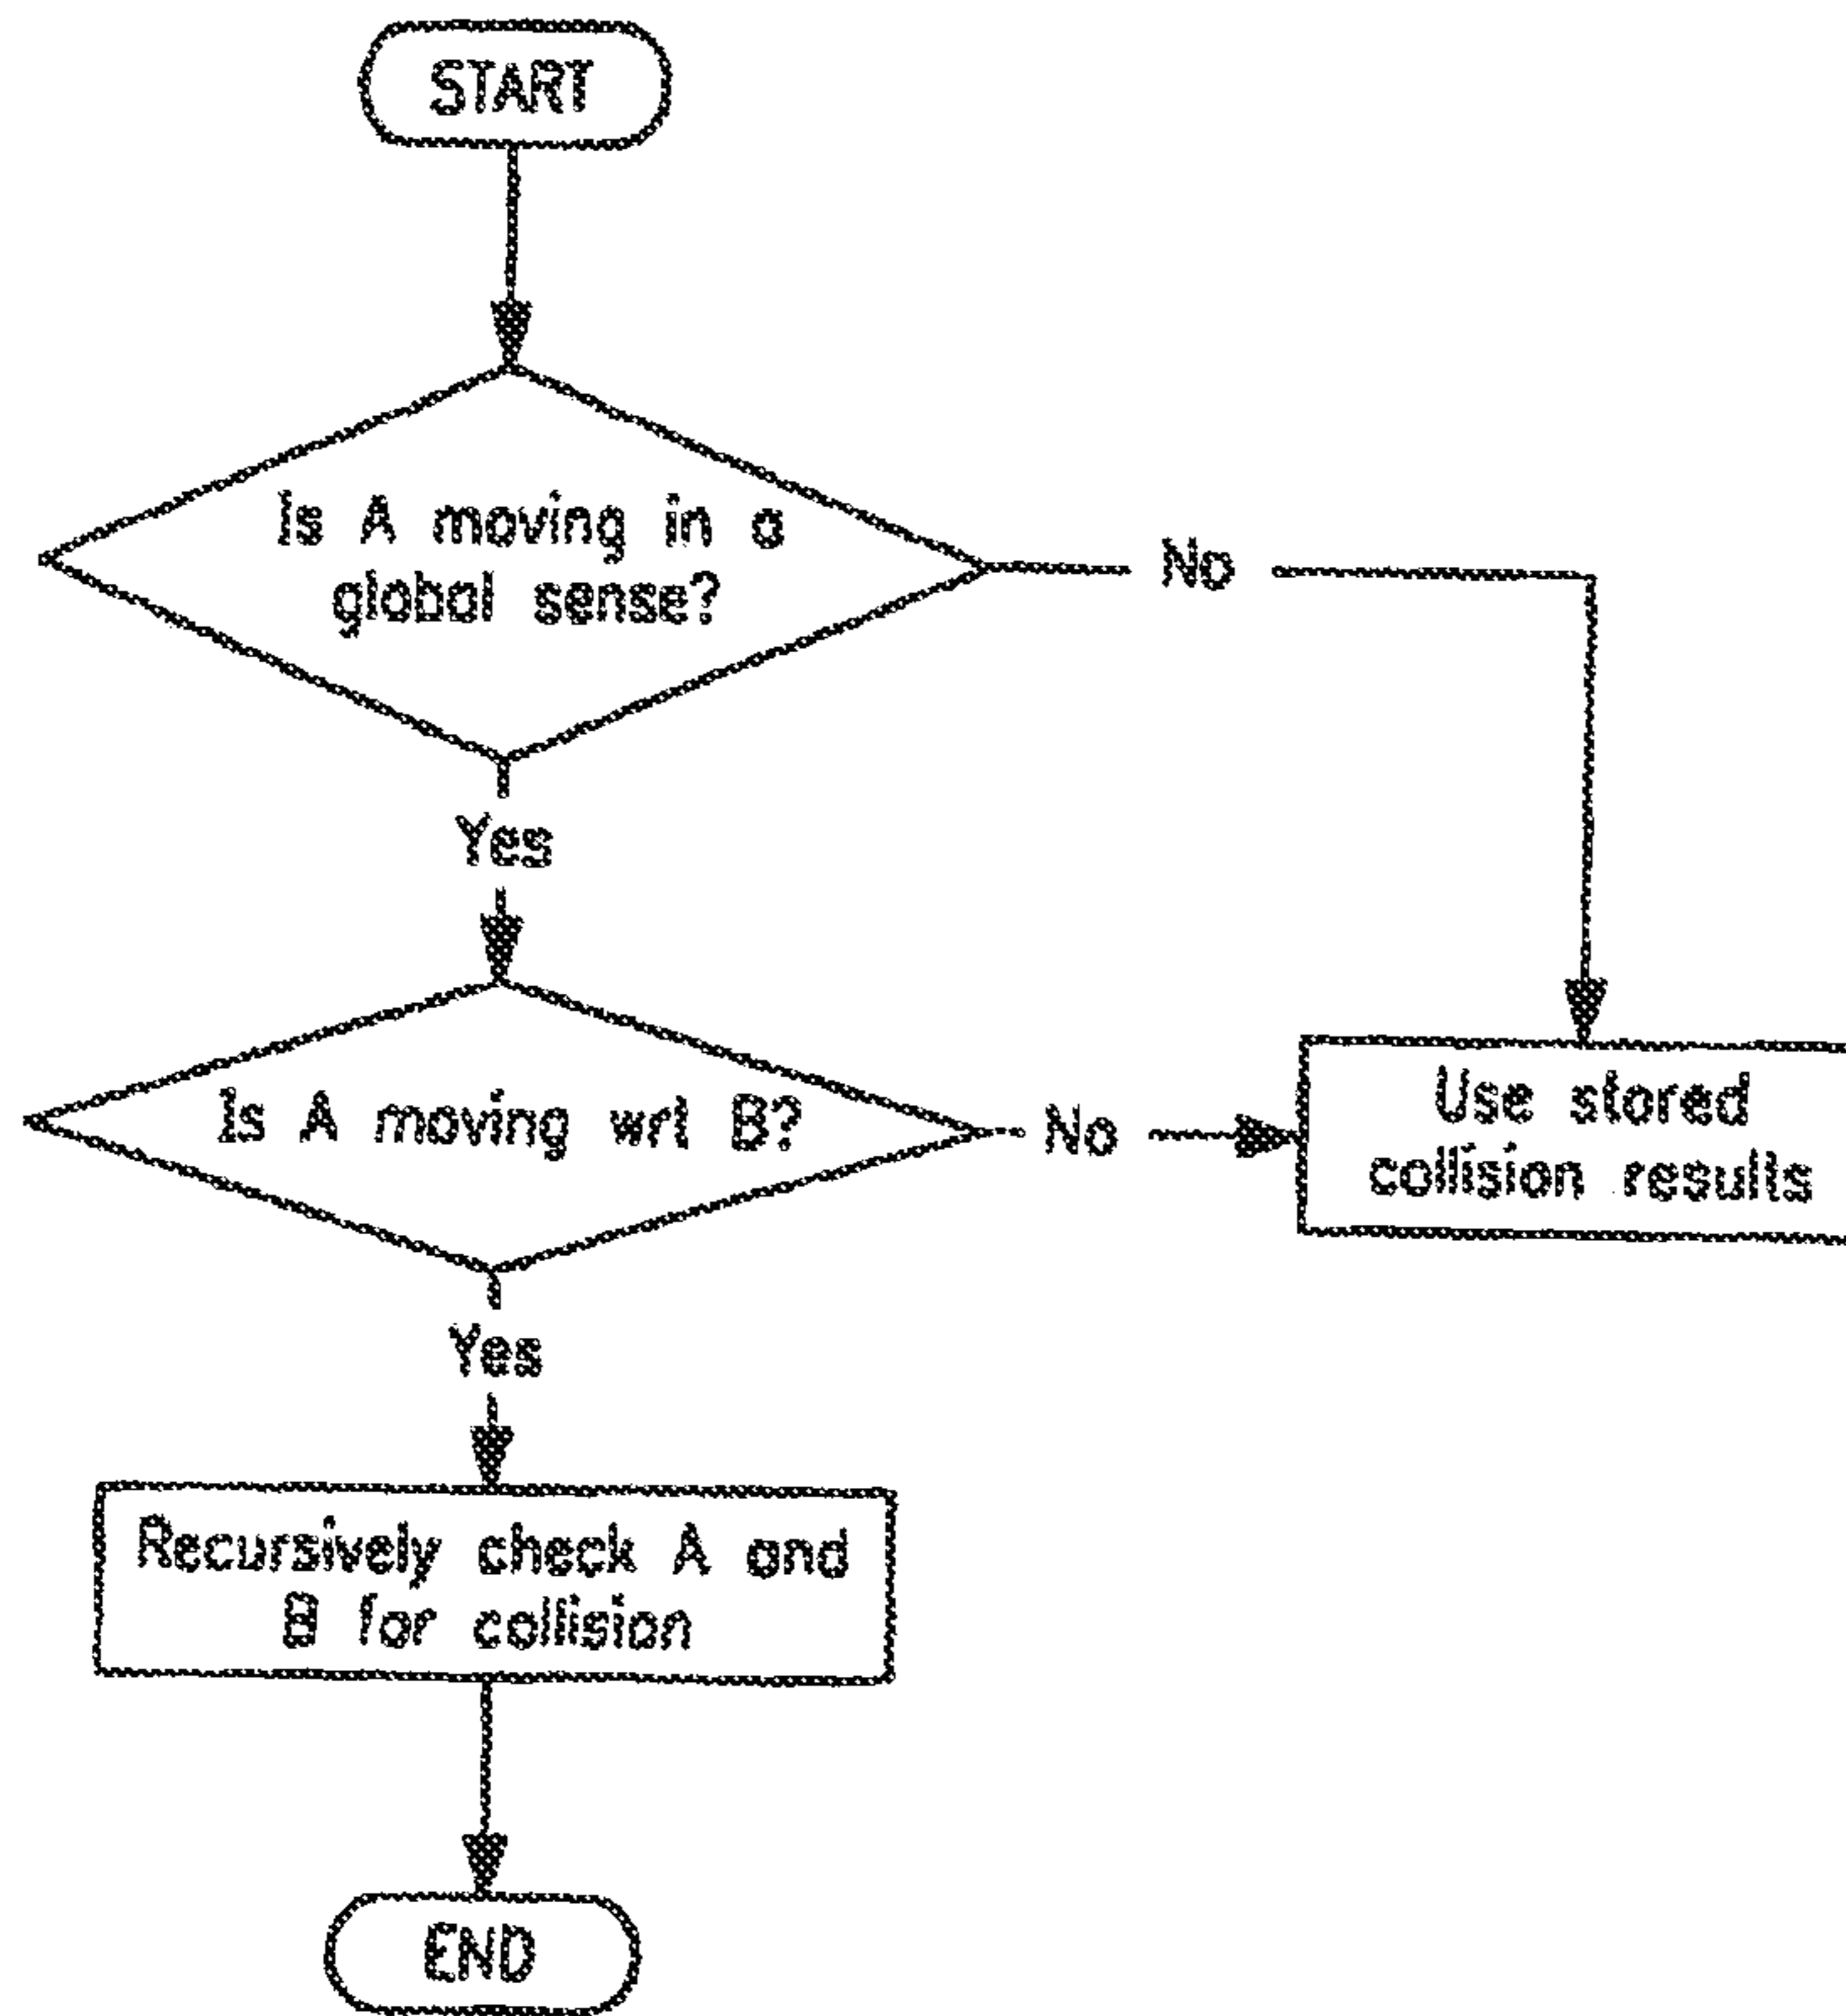 START
Is A moving in a
global sense?
No
Yes
Is A moving wrt B?
No
Use stored
collision results
Yes
Recursively check A and
B for collision
END